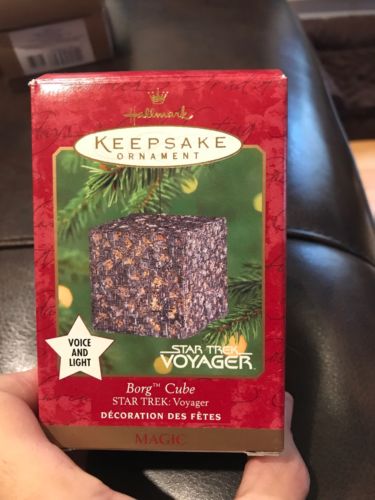 Hallmark
KEEPSAKE
ORNAMENT
VOICE
AND
LIGHT
STAR TREK
VOYAGER
Borg™ Cube
STAR TREK: Voyager
DÉCORATION DES FÊTES
MAGIC